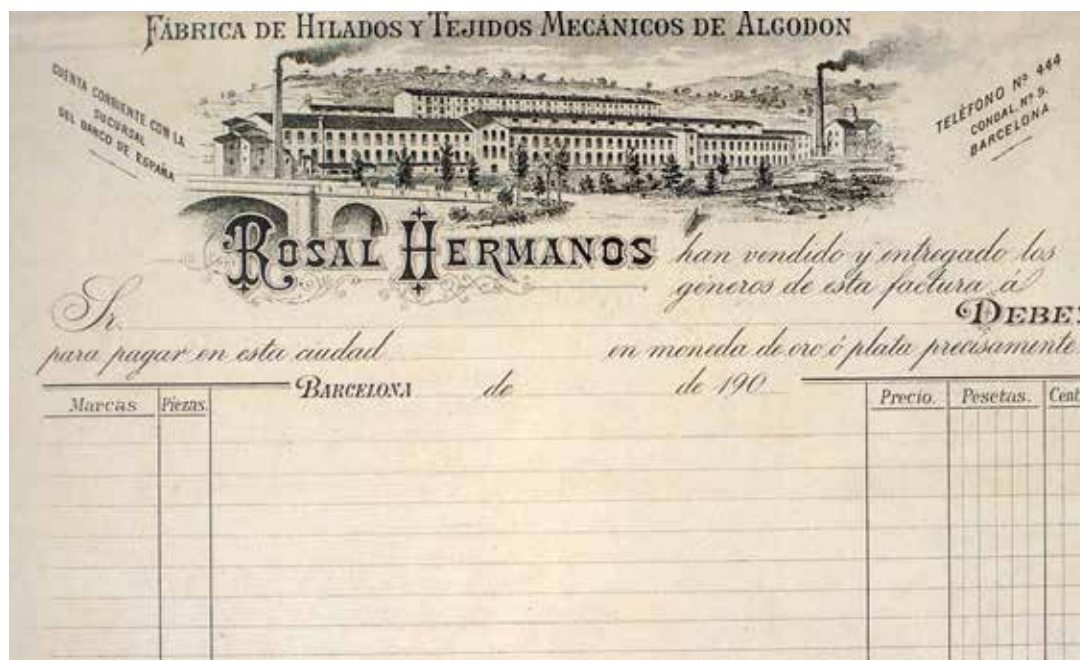 FÁBRICA DE HILADOS Y TEJIDOS MECÁNICOS DE ALGODON
CUENTA CORRIENTE CON LA
SUCURSAL
DEL BANCO DE ESPAÑA
TELÉFONO Nº 444
CONDAL, Nº 9.
BARCELONA
ROSAL HERMANOS han vendido y entregado los
géneros de esta factura á
Sr. DEBE
para pagar en esta ciudad en moneda de oro ó plata precisamente
BARCELONA de de 190
Marcas Piezas. Precio. Pesetas. Cent